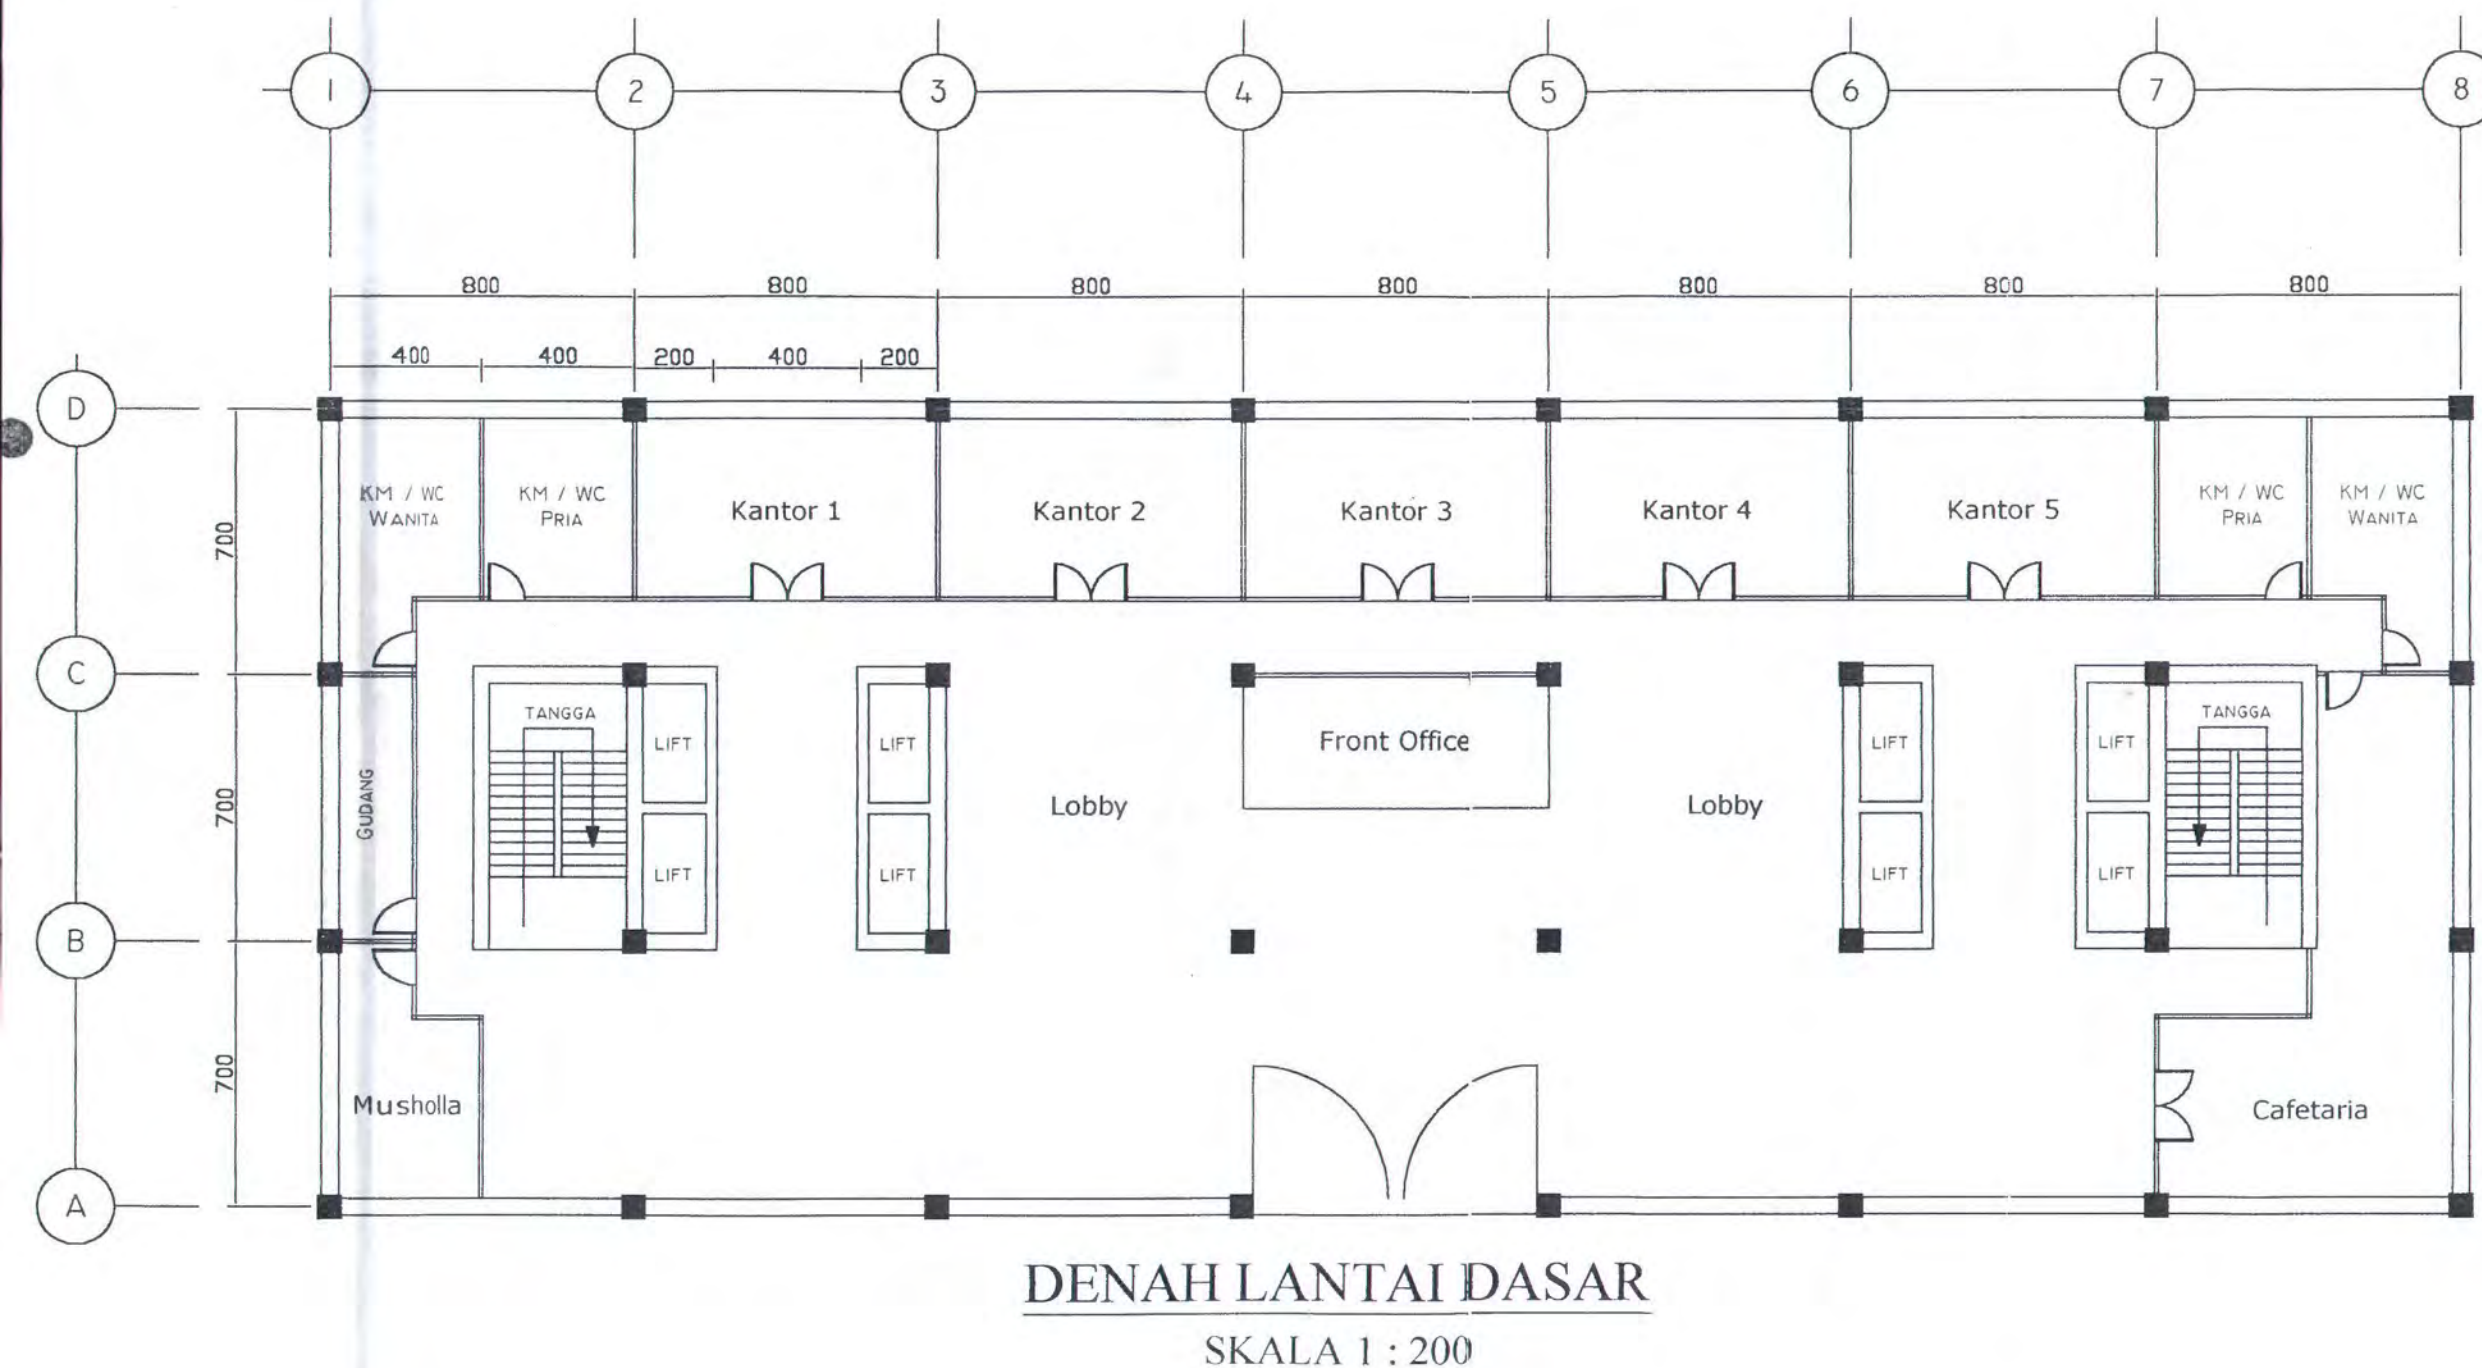 1 2 3 4 5 6 7 8
800 800 800 800 800 800 800
400 400 200 400 200
D
KM / WC
WANITA
KM / WC
PRIA
Kantor 1
Kantor 2
Kantor 3
Kantor 4
Kantor 5
KM / WC
PRIA
KM / WC
WANITA
700
C
TANGGA
LIFT
LIFT
Front Office
LIFT
LIFT
TANGGA
GUDANG
700
Lobby
Lobby
LIFT
LIFT
LIFT
LIFT
B
700
Musholla
Cafetaria
A
DENAH LANTAI DASAR
SKALA 1 : 200